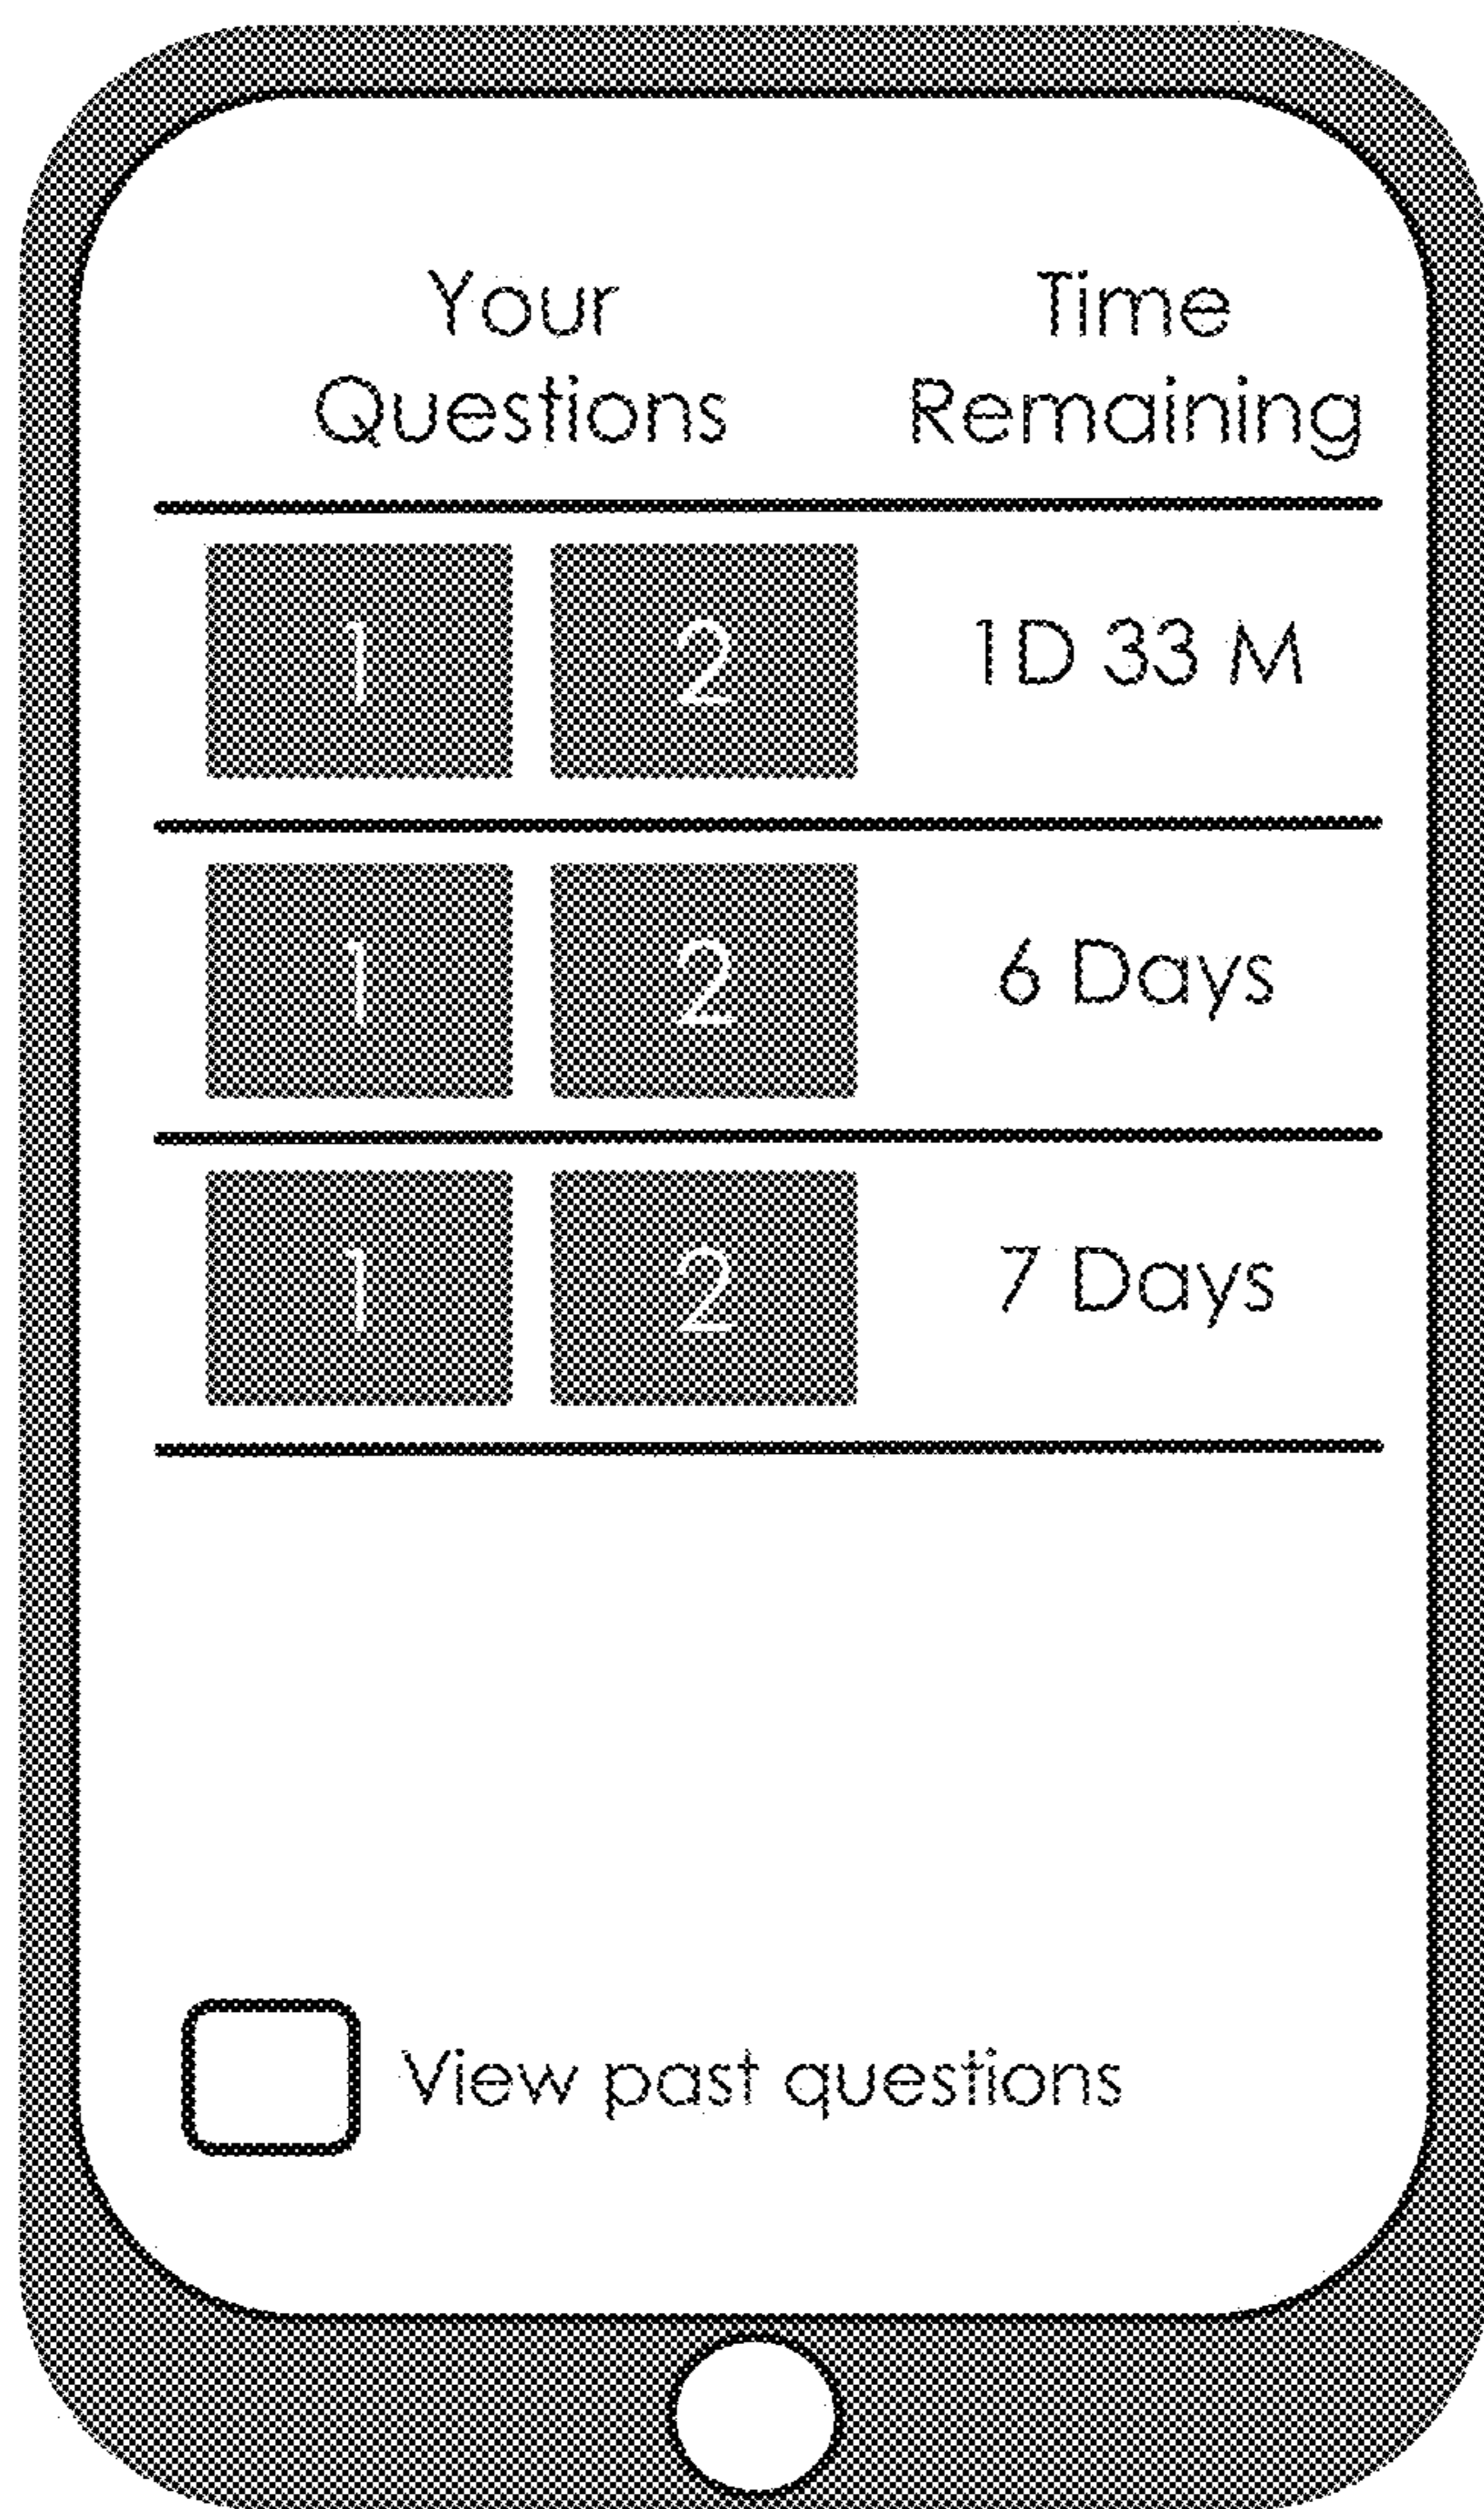 Your Questions
Time Remaining
1 2 1D 33 M
1 2 6 Days
1 2 7 Days
View past questions